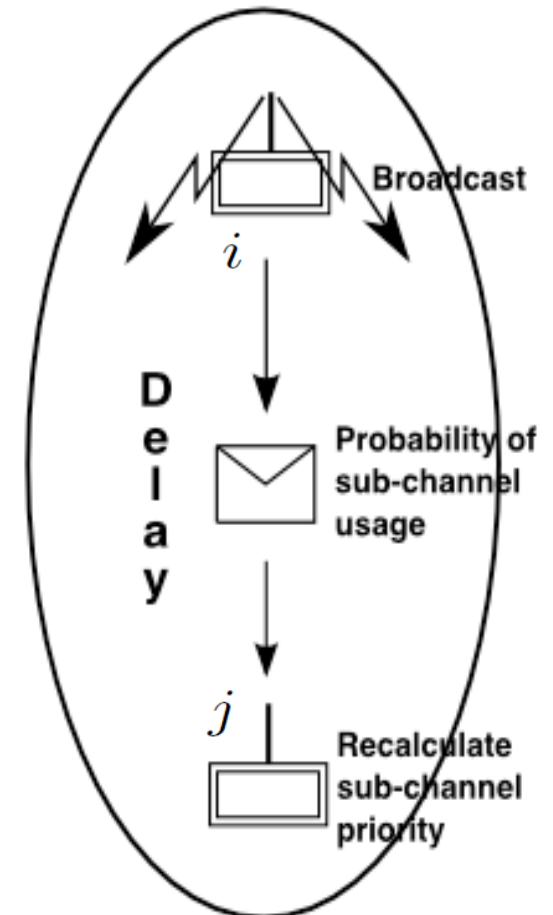 Broadcast
i
D
e
l
a
y
Probability of
sub-channel
usage
j
Recalculate
sub-channel
priority